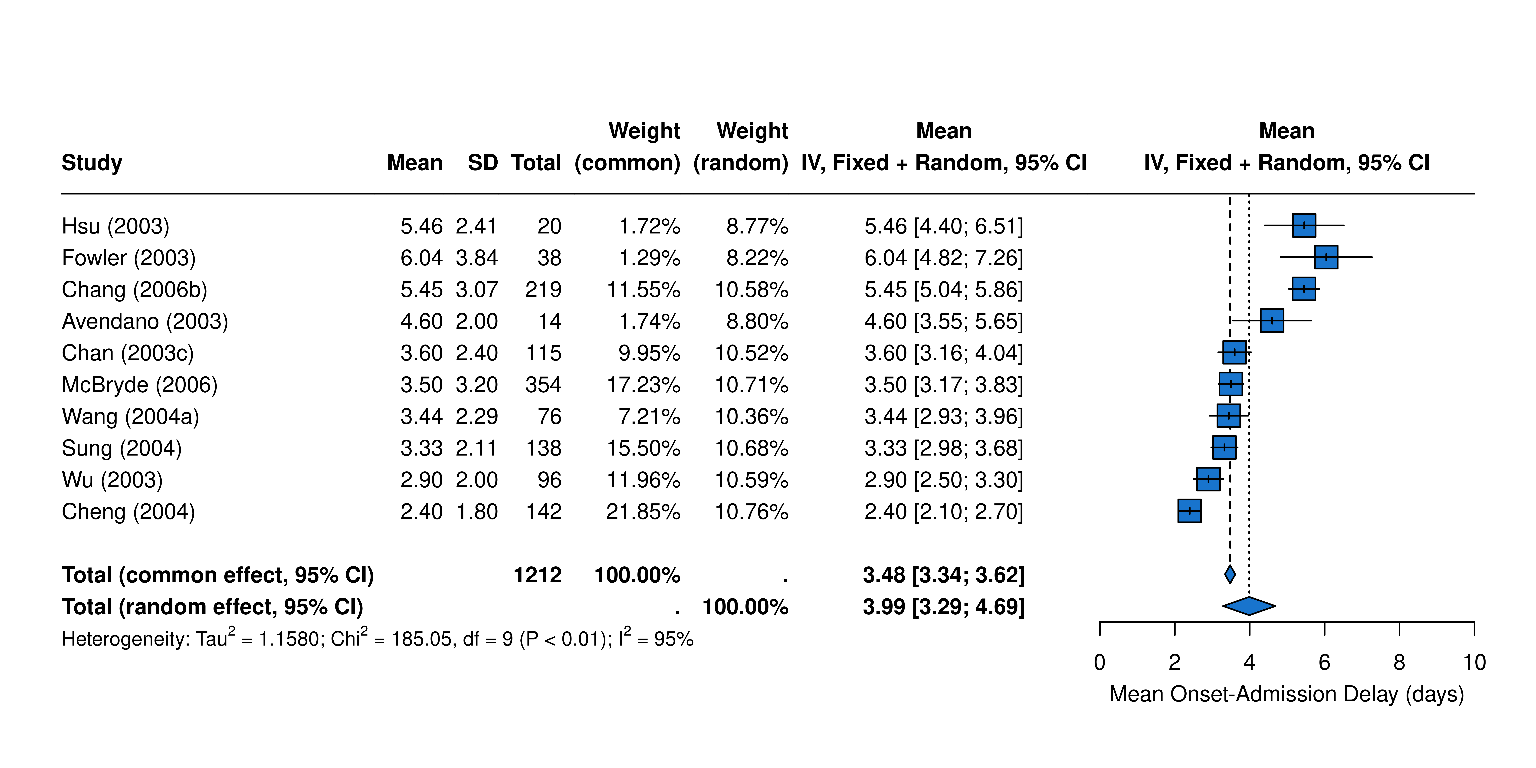 Weight Weight Mean Mean
Study Mean SD Total (common) (random) IV, Fixed + Random, 95% CI IV, Fixed + Random, 95% CI
Hsu (2003) 5.46 2.41 20 1.72% 8.77% 5.46 [4.40; 6.51]
Fowler (2003) 6.04 3.84 38 1.29% 8.22% 6.04 [4.82; 7.26]
Chang (2006b) 5.45 3.07 219 11.55% 10.58% 5.45 [5.04; 5.86]
Avendano (2003) 4.60 2.00 14 1.74% 8.80% 4.60 [3.55; 5.65]
Chan (2003c) 3.60 2.40 115 9.95% 10.52% 3.60 [3.16; 4.04]
McBryde (2006) 3.50 3.20 354 17.23% 10.71% 3.50 [3.17; 3.83]
Wang (2004a) 3.44 2.29 76 7.21% 10.36% 3.44 [2.93; 3.96]
Sung (2004) 3.33 2.11 138 15.50% 10.68% 3.33 [2.98; 3.68]
Wu (2003) 2.90 2.00 96 11.96% 10.59% 2.90 [2.50; 3.30]
Cheng (2004) 2.40 1.80 142 21.85% 10.76% 2.40 [2.10; 2.70]
Total (common effect, 95% CI) 1212 100.00% . 3.48 [3.34; 3.62]
Total (random effect, 95% CI) . 100.00% 3.99 [3.29; 4.69]
Heterogeneity: Tau² = 1.1580; Chi² = 185.05, df = 9 (P < 0.01); I² = 95%
0 2 4 6 8 10
Mean Onset-Admission Delay (days)